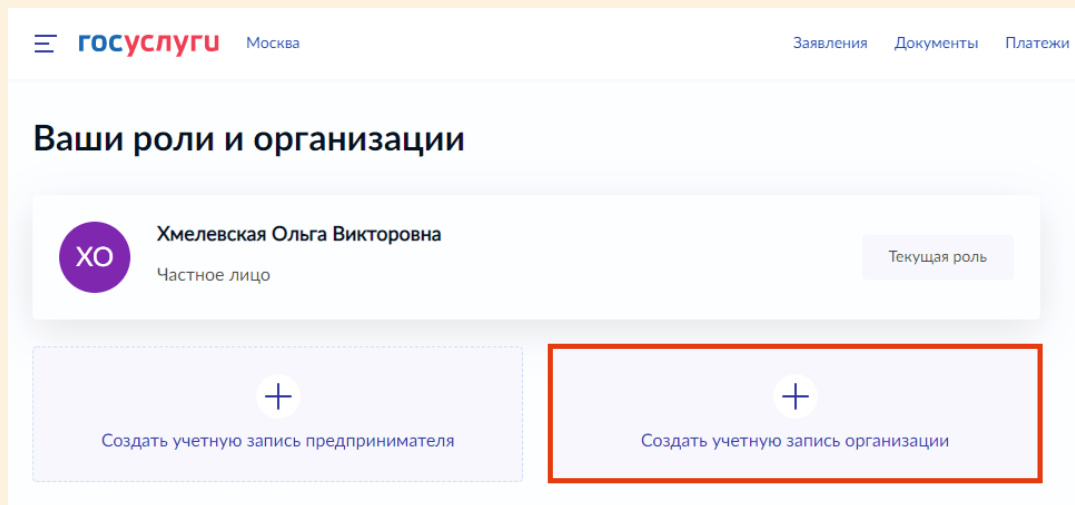 госуслуги Москва Заявления Документы Платежи
Ваши роли и организации
ХО
Хмелевская Ольга Викторовна
Частное лицо
Текущая роль
Создать учетную запись предпринимателя
Создать учетную запись организации